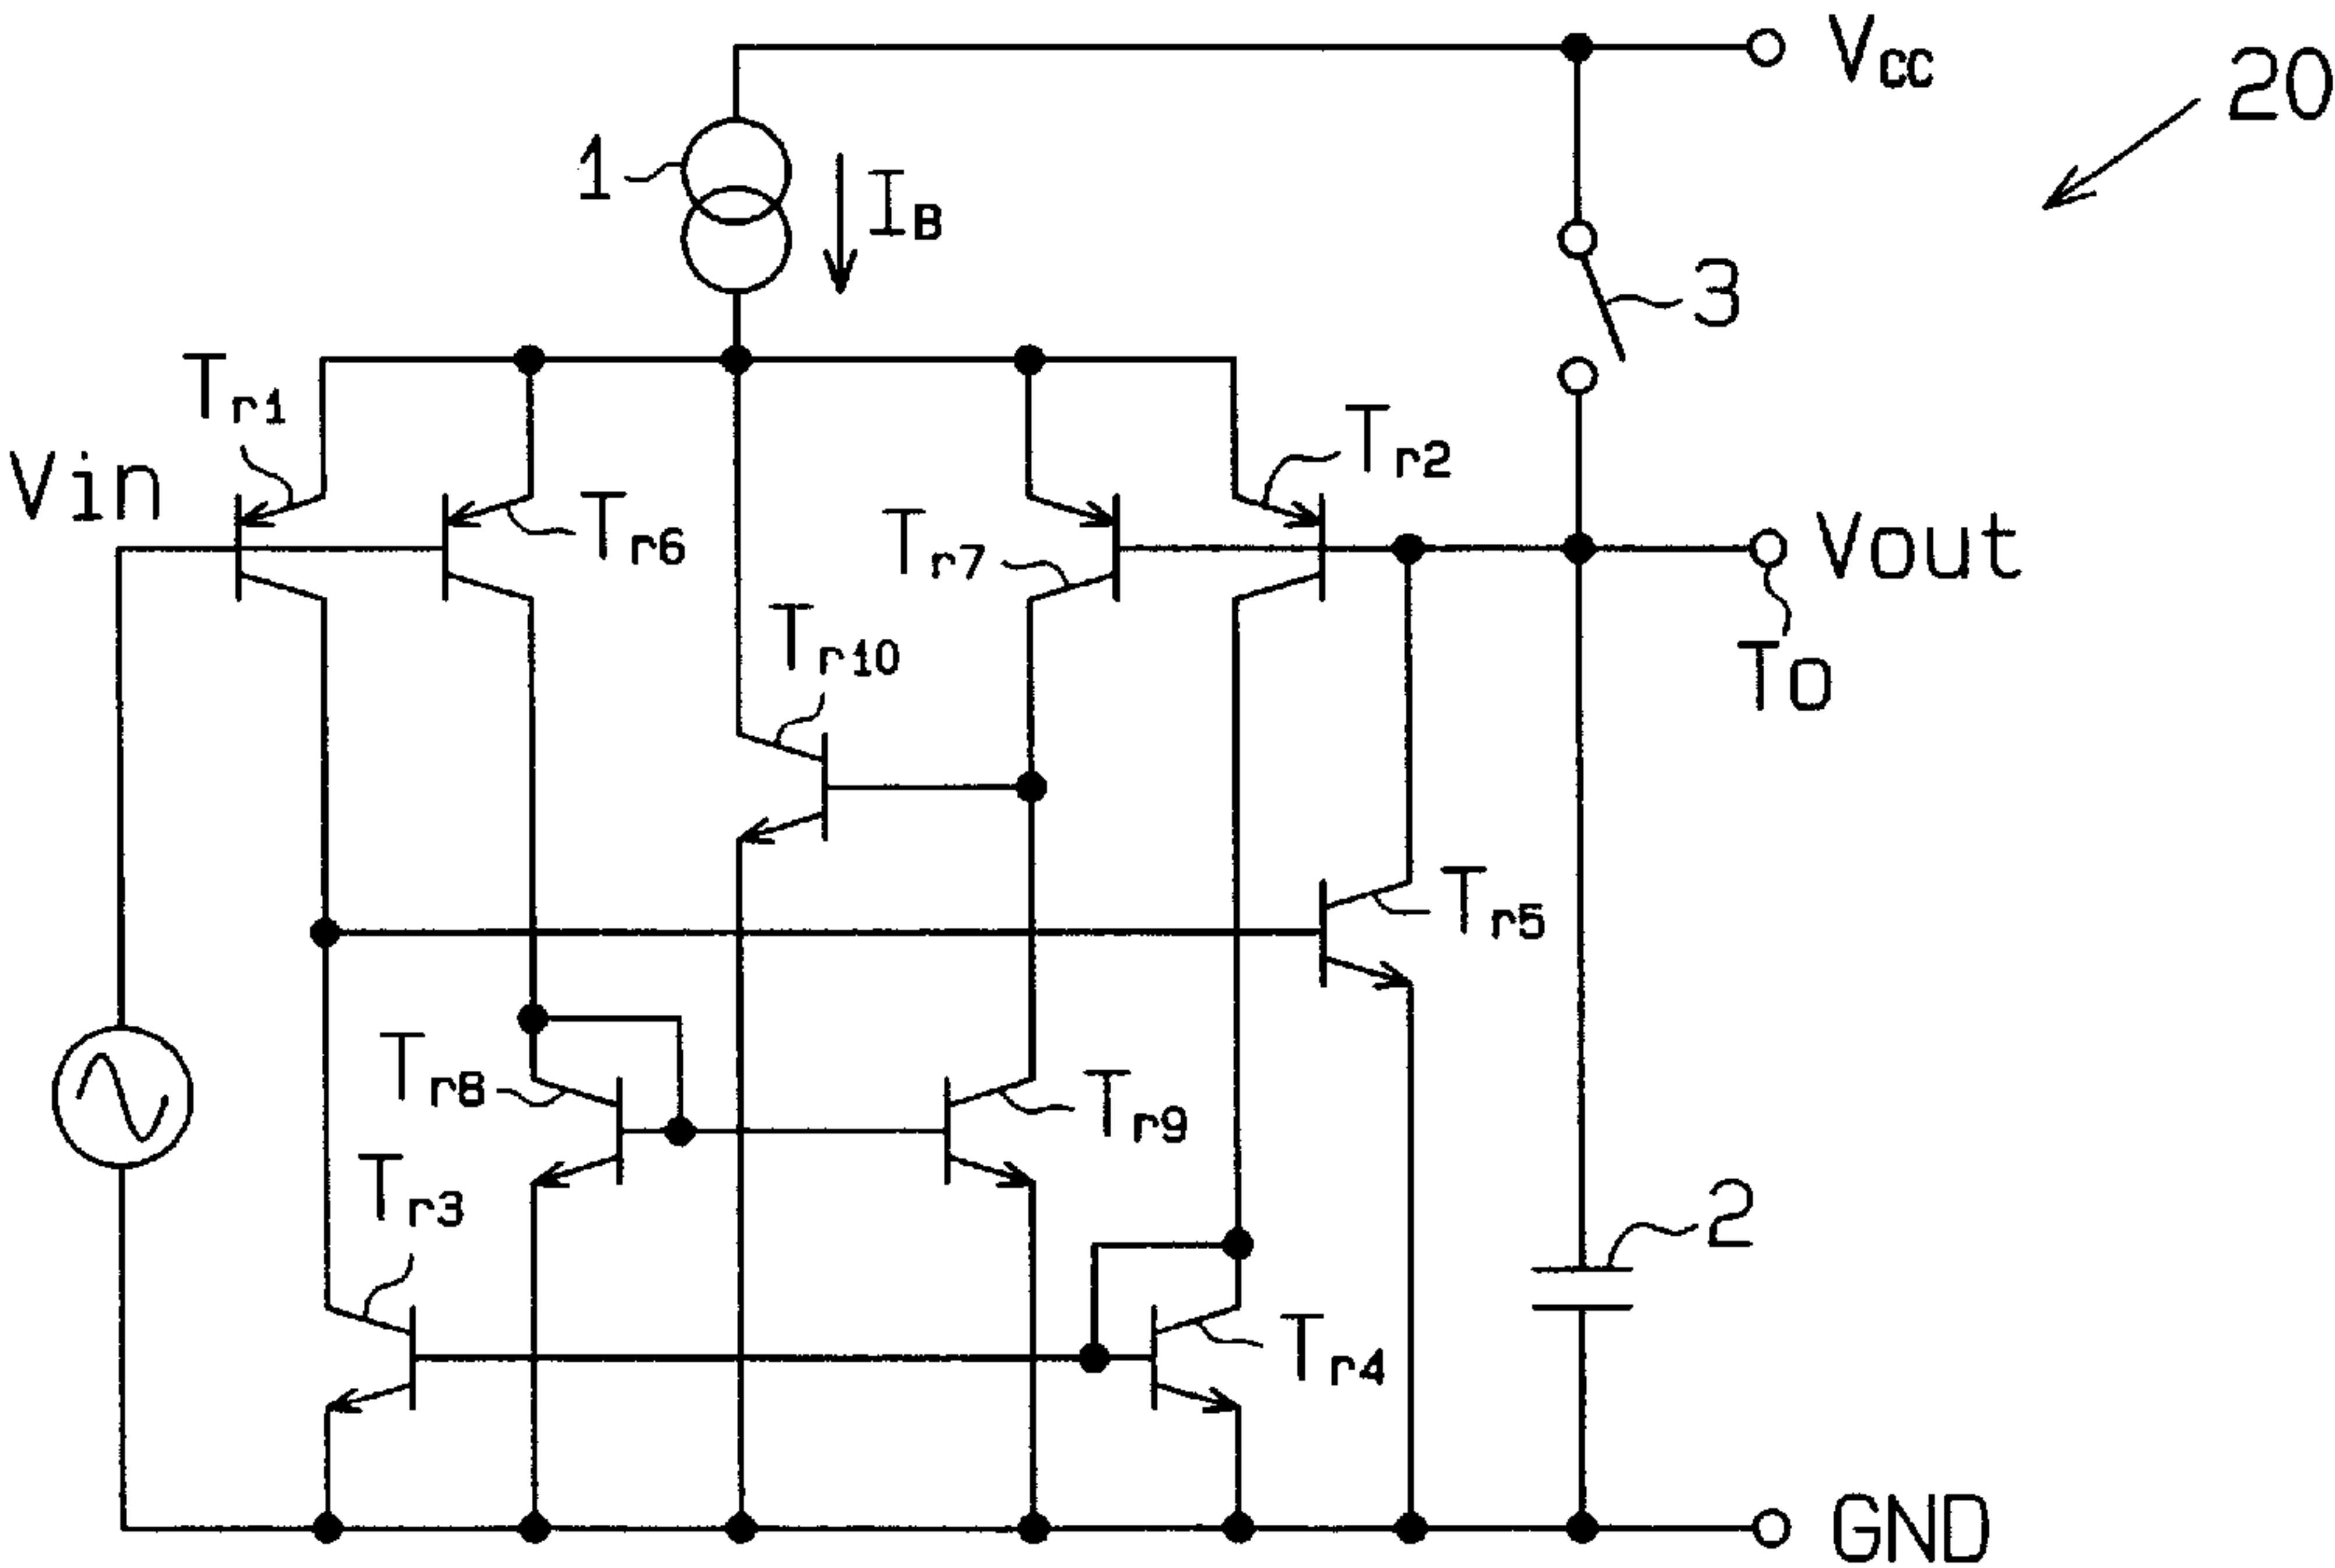 VCC
20
1
IB
3
Tr1
Tr2
Vin
Tr6
Tr7
Vout
Tr10
To
Tr5
Tr8
Tr9
Tr3
2
Tr4
GND